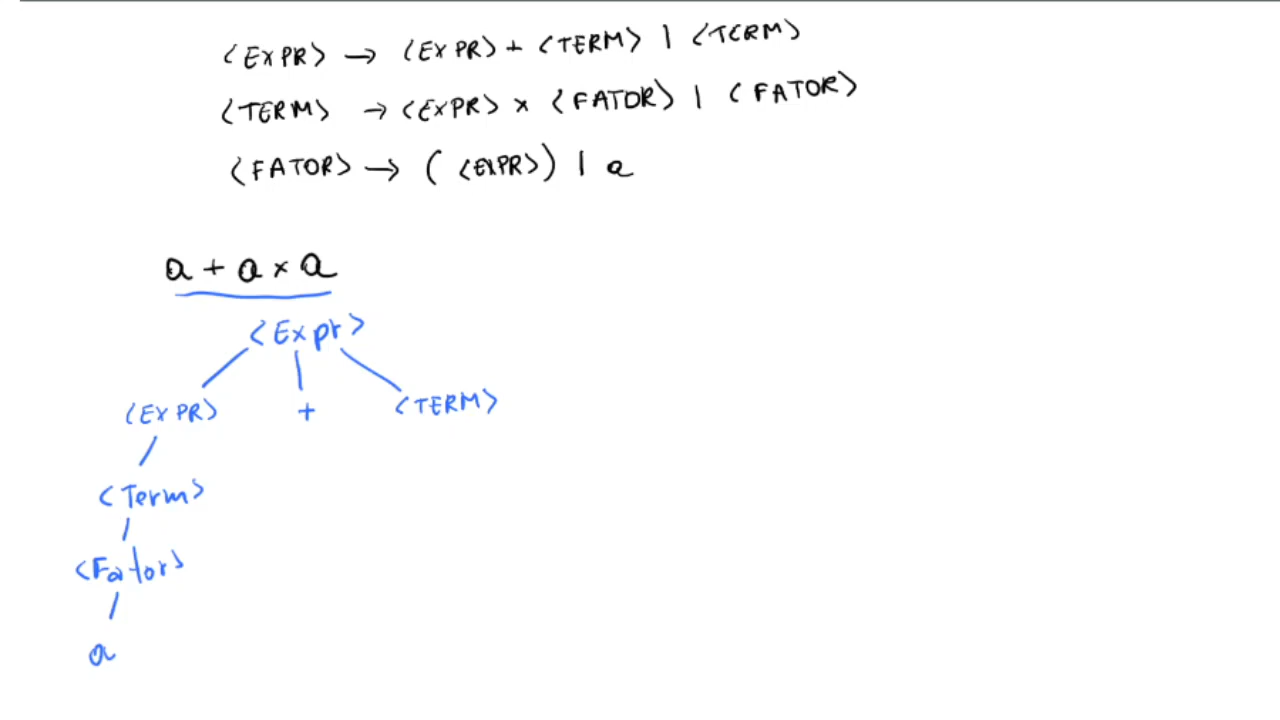 ⟨EXPR⟩ → ⟨EXPR⟩ + ⟨TERM⟩ | ⟨TERM⟩
⟨TERM⟩ → ⟨EXPR⟩ × ⟨FATOR⟩ | ⟨FATOR⟩
⟨FATOR⟩ → (⟨EXPR⟩) | a
a + a × a
⟨Expr⟩
⟨EXPR⟩ + ⟨TERM⟩
⟨Term⟩
⟨Fator⟩
a